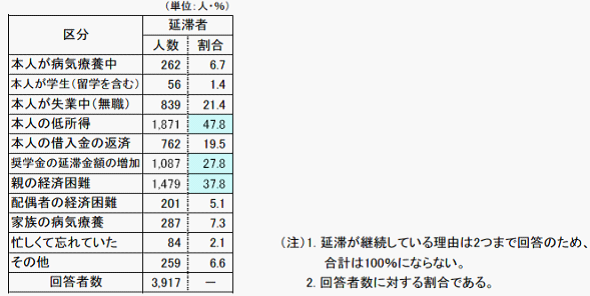 (単位:人・%)
区分 延滞者
人数 割合
本人が病気療養中 262 6.7
本人が学生(留学を含む) 56 1.4
本人が失業中(無職) 839 21.4
本人の低所得 1,871 47.8
本人の借入金の返済 762 19.5
奨学金の延滞金額の増加 1,087 27.8
親の経済困難 1,479 37.8
配偶者の経済困難 201 5.1
家族の病気療養 287 7.3
忙しくて忘れていた 84 2.1
その他 259 6.6
回答者数 3,917 －
(注)1. 延滞が継続している理由は2つまで回答のため、
合計は100%にならない。
2. 回答者数に対する割合である。